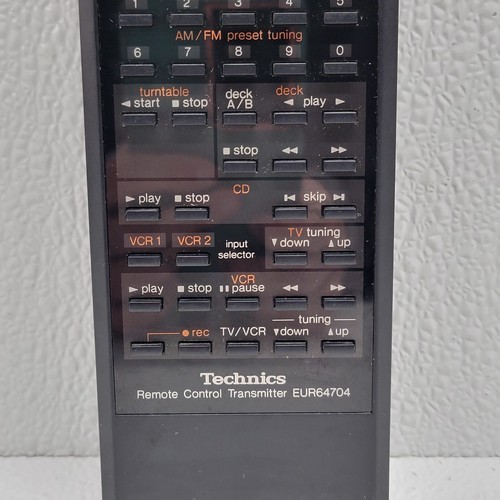 1 2 3 4 5
AM/FM preset tuning
6 7 8 9 0
turntable deck A/B deck
◄ start ■ stop ◄ play ►
■ stop ◄◄ ►►
CD
► play ■ stop |◄◄ skip ►►|
VCR 1 VCR 2 input selector TV tuning
▼down ▲up
VCR
► play ■ stop ▮▮ pause ◄◄ ►►
tuning
● rec TV/VCR ▼down ▲up
Technics
Remote Control Transmitter EUR64704